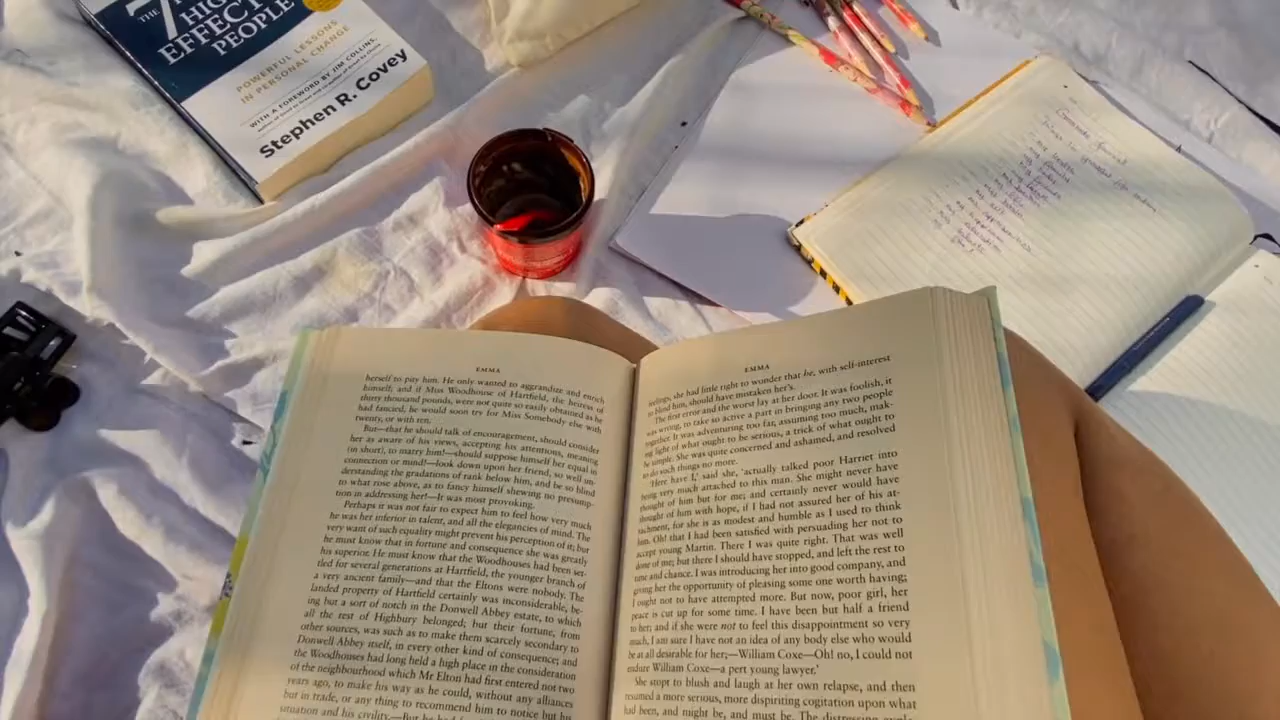 THE 7
HIG
EFFECT
PEOPLE
POWERFUL LESSONS
IN PERSONAL CHANGE
WITH A FOREWORD BY JIM COLLINS,
Stephen R. Covey
things
my health
my family
my friends
my education
EMMA
herself to pay him. He only wanted to aggrandize and enrich
himself; and if Miss Woodhouse of Hartfield, the heiress of
thirty thousand pounds, were not quite so easily obtained as he
had fancied, he would soon try for Miss Somebody else with
twenty, or with ten.
But—that he should talk of encouragement, should consider
her as aware of his views, accepting his attentions, meaning
(in short), to marry him!—should suppose himself her equal in
connection or mind!—look down upon her friend, so well un-
derstanding the gradations of rank below him, and be so blind
to what rose above, as to fancy himself shewing no presump-
tion in addressing her!—It was most provoking.
Perhaps it was not fair to expect him to feel how very much
he was her inferior in talent, and all the elegancies of mind. The
very want of such equality might prevent his perception of it; but
he must know that in fortune and consequence she was greatly
his superior. He must know that the Woodhouses had been set-
tled for several generations at Hartfield, the younger branch of
a very ancient family—and that the Eltons were nobody. The
landed property of Hartfield certainly was inconsiderable, be-
ing but a sort of notch in the Donwell Abbey estate, to which
all the rest of Highbury belonged; but their fortune, from
other sources, was such as to make them scarcely secondary to
Donwell Abbey itself, in every other kind of consequence; and
the Woodhouses had long held a high place in the consideration
of the neighbourhood which Mr Elton had first entered not two
years ago, to make his way as he could, without any alliances
but in trade, or any thing to recommend him to notice but his
situation and his civility.—But he had
EMMA
feelings, she had little right to wonder that he, with self-interest
to blind him, should have mistaken her's.
The first error and the worst lay at her door. It was foolish, it
was wrong, to take so active a part in bringing any two people
together. It was adventuring too far, assuming too much, mak-
ing light of what ought to be serious, a trick of what ought to
be simple. She was quite concerned and ashamed, and resolved
to do such things no more.
'Here have I,' said she, 'actually talked poor Harriet into
being very much attached to this man. She might never have
thought of him but for me; and certainly never would have
thought of him with hope, if I had not assured her of his at-
tachment, for she is as modest and humble as I used to think
him. Oh! that I had been satisfied with persuading her not to
accept young Martin. There I was quite right. That was well
done of me; but there I should have stopped, and left the rest to
time and chance. I was introducing her into good company, and
giving her the opportunity of pleasing some one worth having;
I ought not to have attempted more. But now, poor girl, her
peace is cut up for some time. I have been but half a friend
to her; and if she were not to feel this disappointment so very
much, I am sure I have not an idea of any body else who would
be at all desirable for her;—William Coxe—Oh! no, I could not
endure William Coxe—a pert young lawyer.'
She stopt to blush and laugh at her own relapse, and then
resumed a more serious, more dispiriting cogitation upon what
had been, and might be, and must be. The distressing